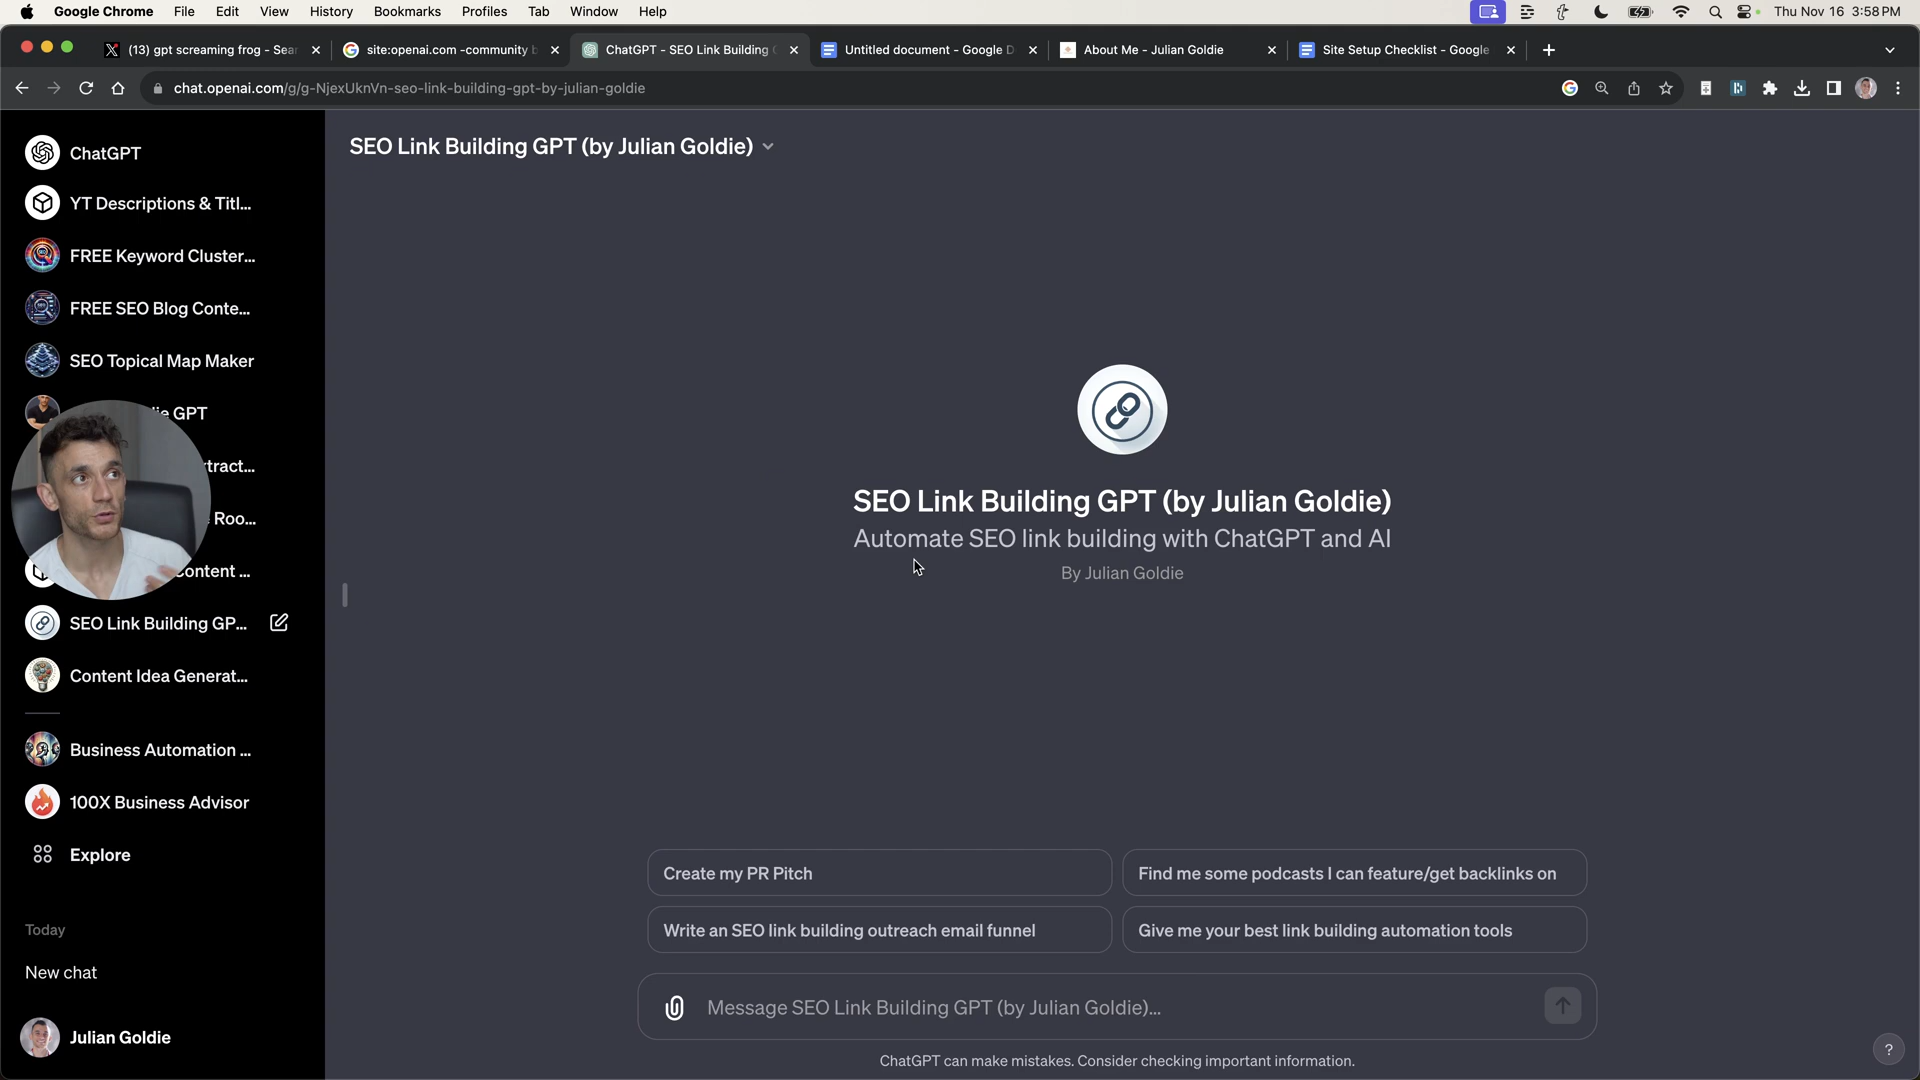 Google Chrome File Edit View History Bookmarks Profiles Tab Window Help Thu Nov 16 3:58 PM
(13) gpt screaming frog - Sear site:openai.com -community b ChatGPT - SEO Link Building G Untitled document - Google D About Me - Julian Goldie Site Setup Checklist - Google
chat.openai.com/g/g-NjexUknVn-seo-link-building-gpt-by-julian-goldie
ChatGPT
YT Descriptions & Titl...
FREE Keyword Cluster...
FREE SEO Blog Conte...
SEO Topical Map Maker
ie GPT
tract...
Roo...
Content ...
SEO Link Building GP...
Content Idea Generat...
Business Automation ...
100X Business Advisor
Explore
Today
New chat
Julian Goldie
SEO Link Building GPT (by Julian Goldie)
SEO Link Building GPT (by Julian Goldie)
Automate SEO link building with ChatGPT and AI
By Julian Goldie
Create my PR Pitch
Find me some podcasts I can feature/get backlinks on
Write an SEO link building outreach email funnel
Give me your best link building automation tools
Message SEO Link Building GPT (by Julian Goldie)...
ChatGPT can make mistakes. Consider checking important information.
?